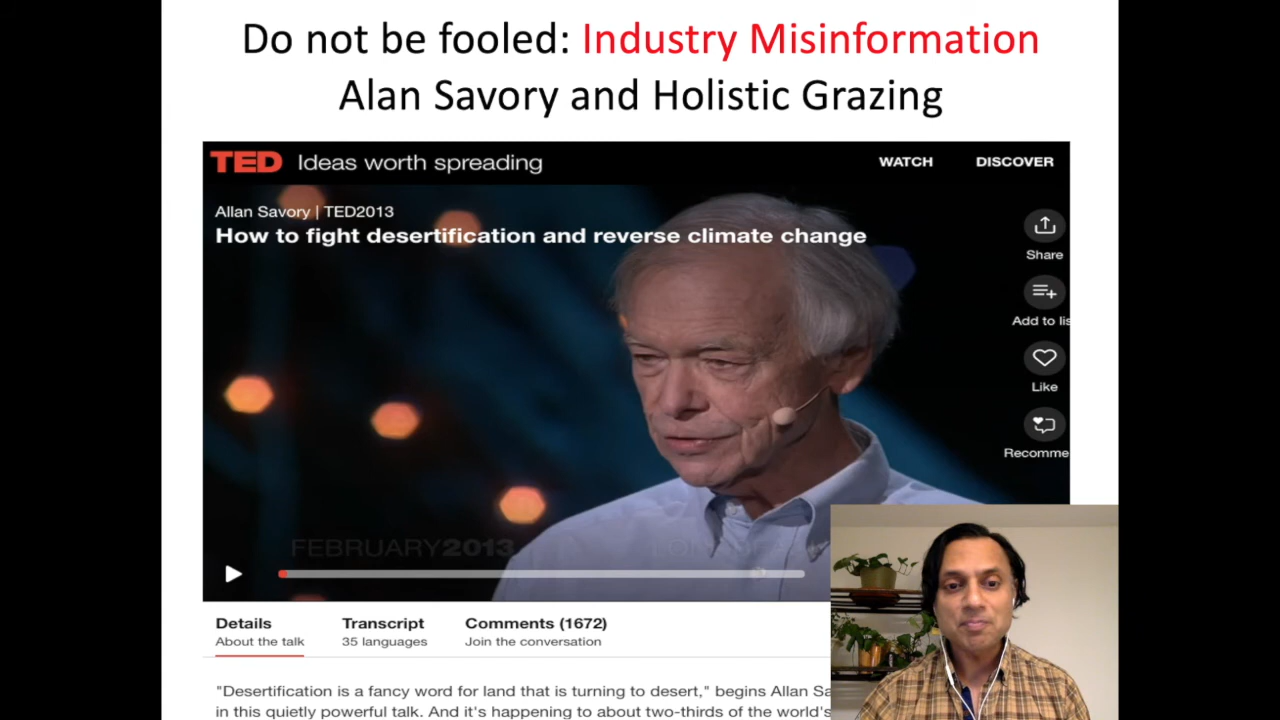 Do not be fooled: Industry Misinformation
Alan Savory and Holistic Grazing
TED Ideas worth spreading
WATCH DISCOVER
Allan Savory | TED2013
How to fight desertification and reverse climate change
Share
Add to lis
Like
Recomme
FEBRUARY2013
Details Transcript Comments (1672)
About the talk 35 languages Join the conversation
"Desertification is a fancy word for land that is turning to desert," begins Allan Sa
in this quietly powerful talk. And it's happening to about two-thirds of the world's